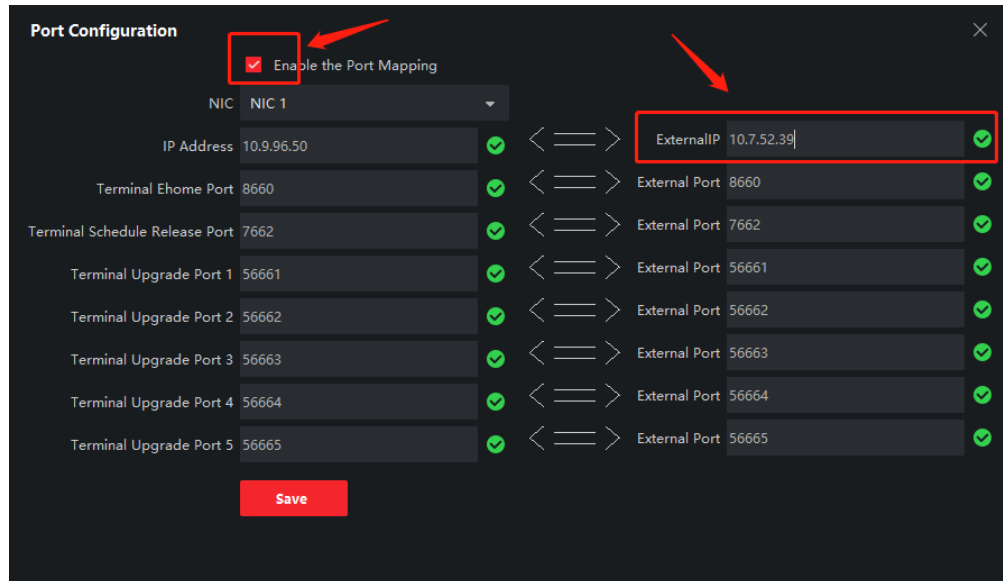 Port Configuration
Enable the Port Mapping
NIC NIC 1
IP Address 10.9.96.50 ExternalIP 10.7.52.39
Terminal Ehome Port 8660 External Port 8660
Terminal Schedule Release Port 7662 External Port 7662
Terminal Upgrade Port 1 56661 External Port 56661
Terminal Upgrade Port 2 56662 External Port 56662
Terminal Upgrade Port 3 56663 External Port 56663
Terminal Upgrade Port 4 56664 External Port 56664
Terminal Upgrade Port 5 56665 External Port 56665
Save